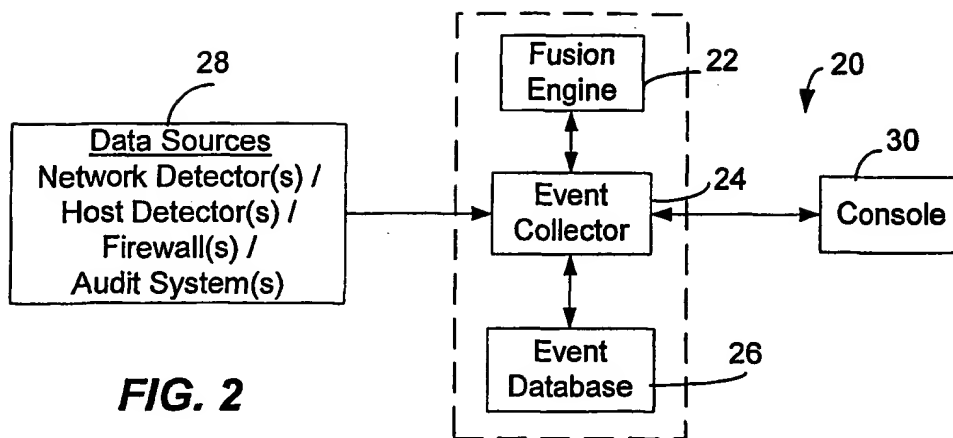 28
Data Sources
Network Detector(s) /
Host Detector(s) /
Firewall(s) /
Audit System(s)
Fusion
Engine
22
20
Event
Collector
24
30
Console
Event
Database
26
FIG. 2